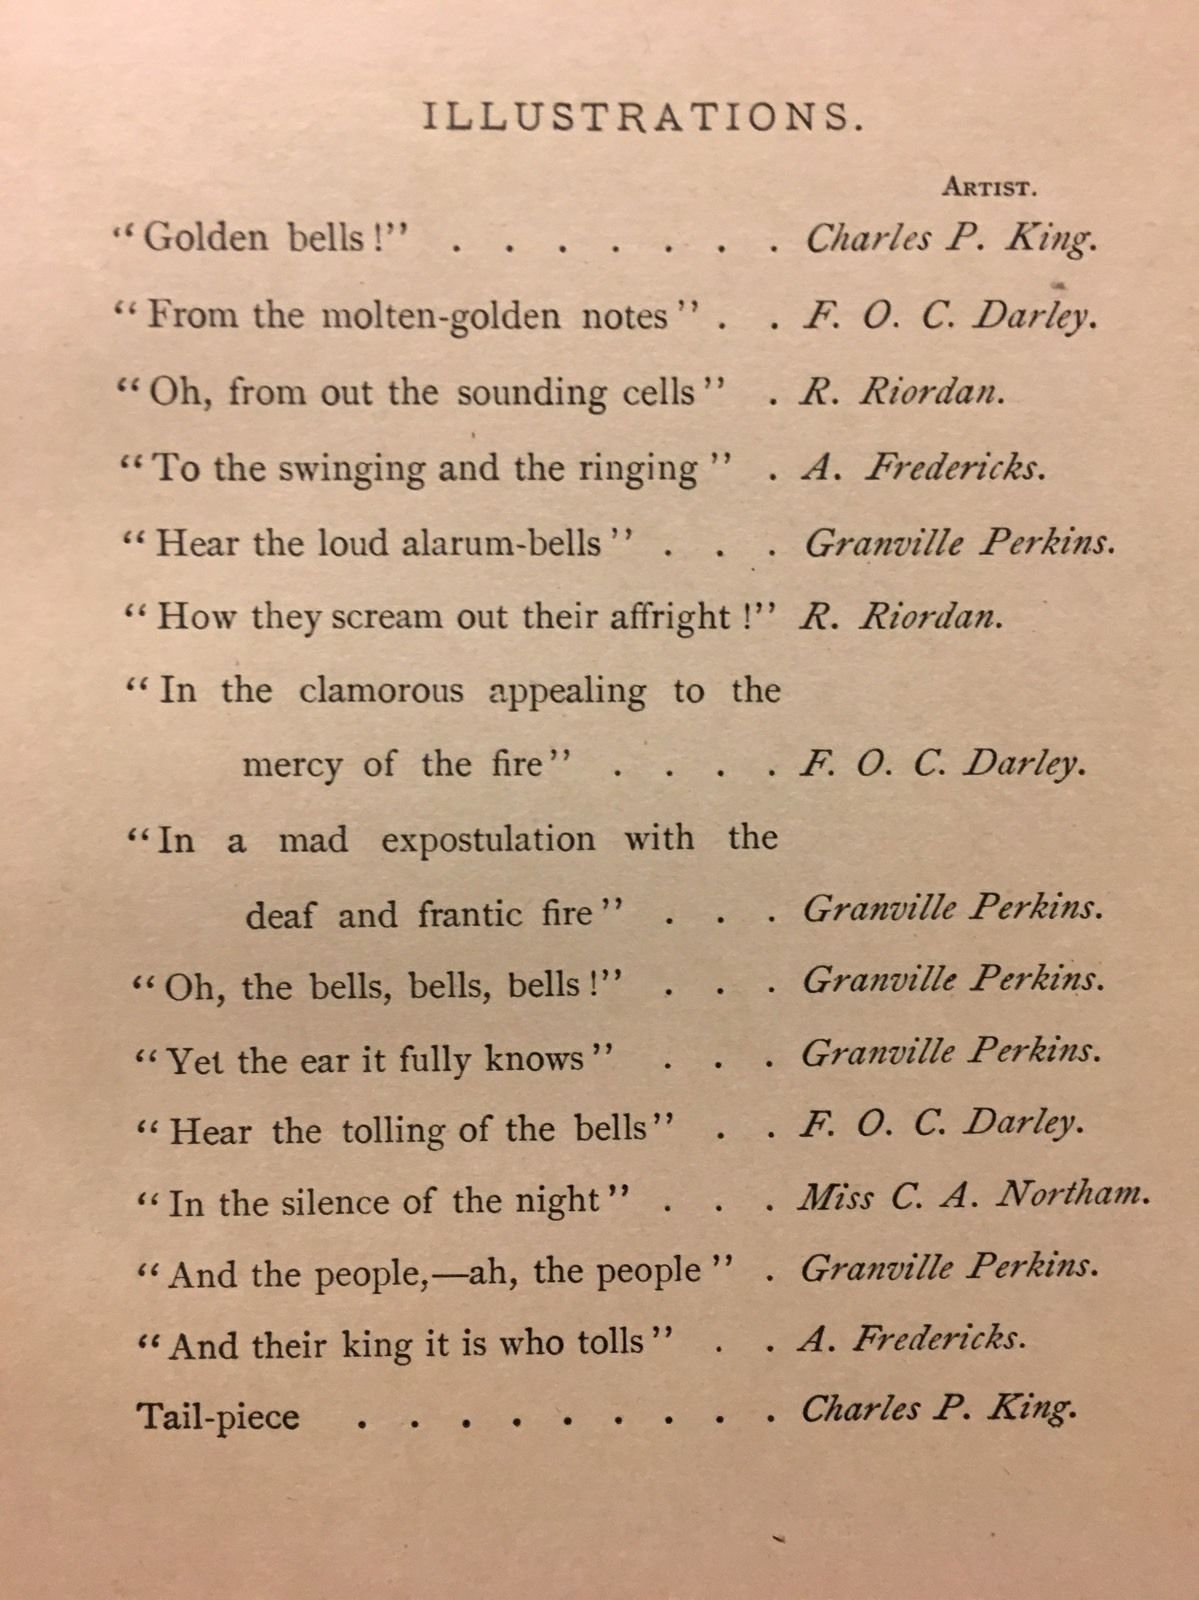 ILLUSTRATIONS.
ARTIST.
“Golden bells!” . . . . . . . Charles P. King.
“From the molten-golden notes” . . F. O. C. Darley.
“Oh, from out the sounding cells” . R. Riordan.
“To the swinging and the ringing” . A. Fredericks.
“Hear the loud alarum-bells” . . . Granville Perkins.
“How they scream out their affright!” R. Riordan.
“In the clamorous appealing to the
mercy of the fire” . . . . F. O. C. Darley.
“In a mad expostulation with the
deaf and frantic fire” . . . Granville Perkins.
“Oh, the bells, bells, bells!” . . . Granville Perkins.
“Yet the ear it fully knows” . . . Granville Perkins.
“Hear the tolling of the bells” . . F. O. C. Darley.
“In the silence of the night” . . . Miss C. A. Northam.
“And the people,—ah, the people” . Granville Perkins.
“And their king it is who tolls” . . A. Fredericks.
Tail-piece . . . . . . . . . Charles P. King.